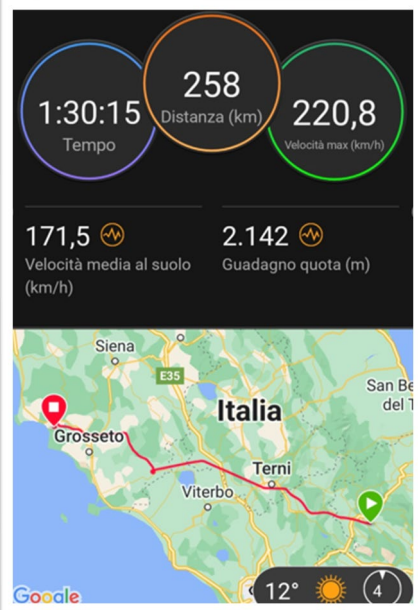 1:30:15
Tempo
258
Distanza (km)
220,8
Velocità max (km/h)
171,5
Velocità media al suolo
(km/h)
2.142
Guadagno quota (m)
Siena
E35
San Be
del T
Italia
Grosseto
Terni
Viterbo
Google
12°
4